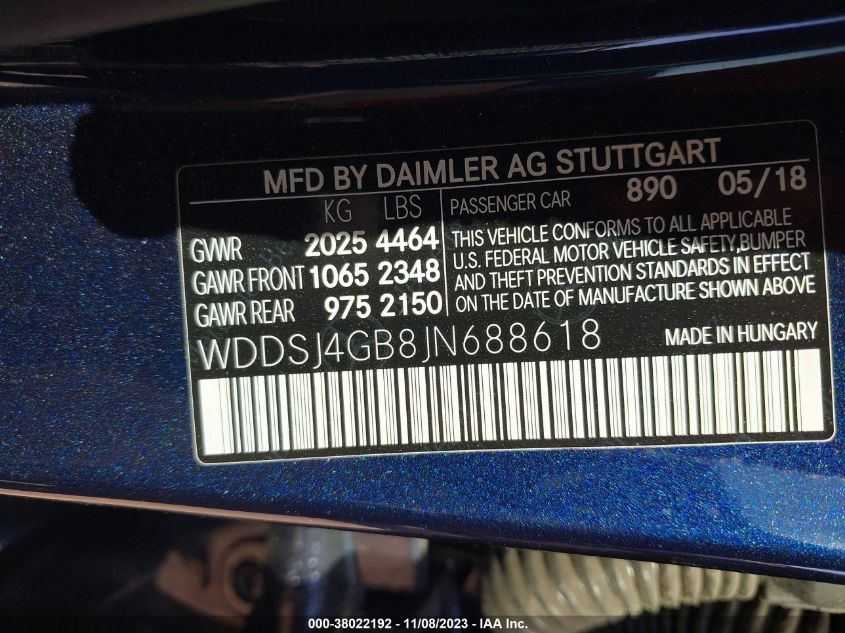 MFD BY DAIMLER AG STUTTGART
KG LBS
GVWR 2025 4464
GAWR FRONT 1065 2348
GAWR REAR 975 2150
PASSENGER CAR 890 05/18
THIS VEHICLE CONFORMS TO ALL APPLICABLE
U.S. FEDERAL MOTOR VEHICLE SAFETY,BUMPER
AND THEFT PREVENTION STANDARDS IN EFFECT
ON THE DATE OF MANUFACTURE SHOWN ABOVE
WDDSJ4GB8JN688618
MADE IN HUNGARY
000-38022192 - 11/08/2023 - IAA Inc.